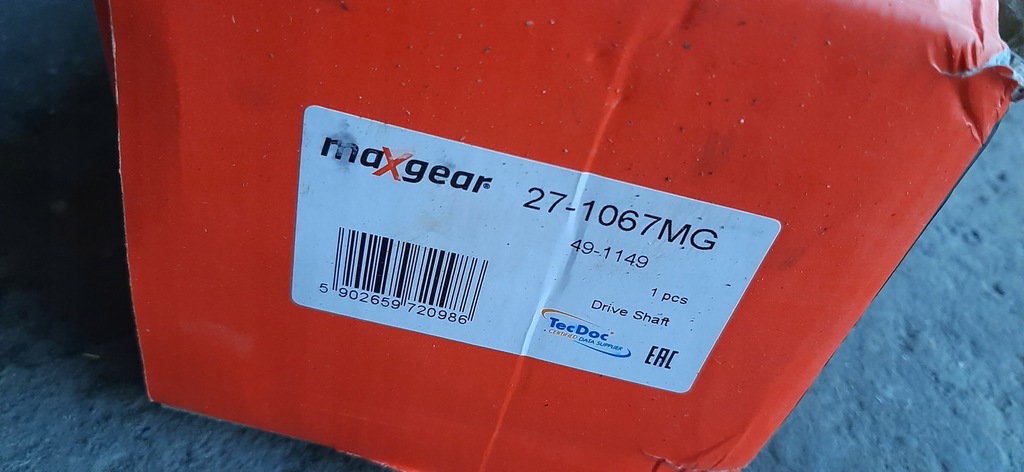 maxgear®
27-1067MG
49-1149
1 pcs
Drive Shaft
5 902659 720986
TecDoc
CERTIFIED DATA SUPPLIER
EAC